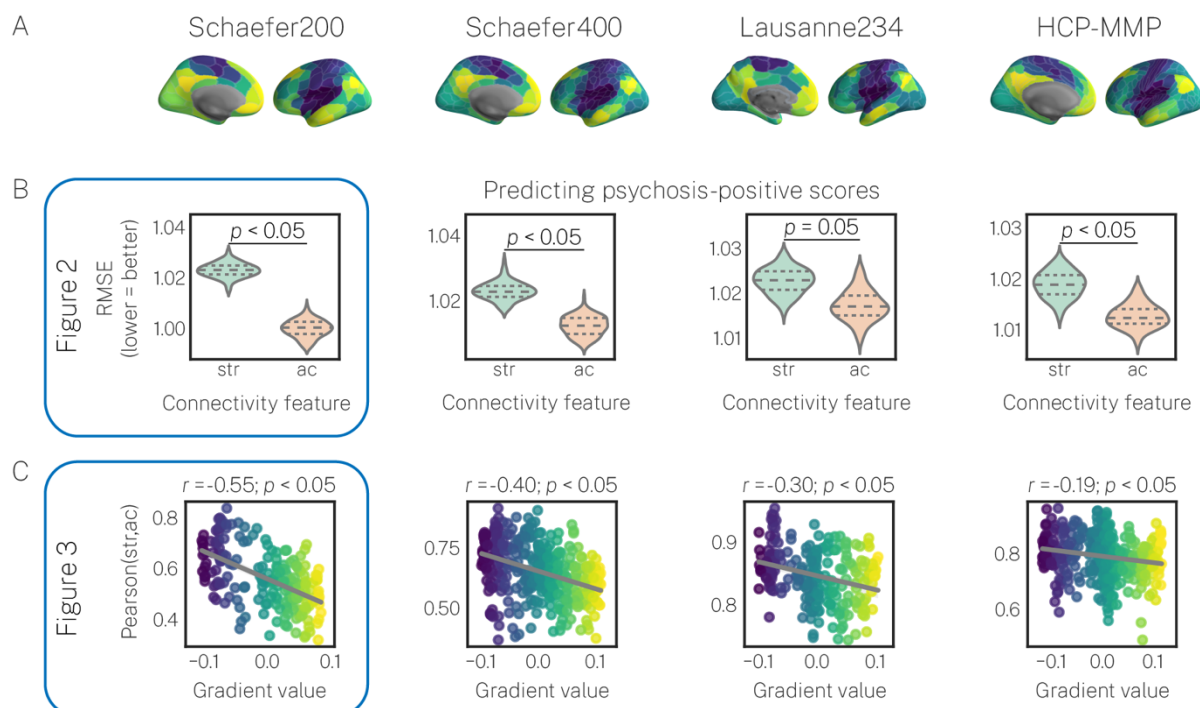 A
Schaefer200
Schaefer400
Lausanne234
HCP-MMP
B
Predicting psychosis-positive scores
Figure 2
RMSE
(lower = better)
1.04
1.02
1.00
p < 0.05
str
ac
Connectivity feature
1.04
1.02
p < 0.05
str
ac
Connectivity feature
1.03
1.02
1.01
p = 0.05
str
ac
Connectivity feature
1.03
1.02
1.01
p < 0.05
str
ac
Connectivity feature
C
Figure 3
Pearson(str,ac)
r = -0.55; p < 0.05
0.8
0.6
0.4
−0.1
0.0
0.1
Gradient value
r = -0.40; p < 0.05
0.75
0.50
−0.1
0.0
0.1
Gradient value
r = -0.30; p < 0.05
0.9
0.8
−0.1
0.0
0.1
Gradient value
r = -0.19; p < 0.05
0.8
0.6
−0.1
0.0
0.1
Gradient value